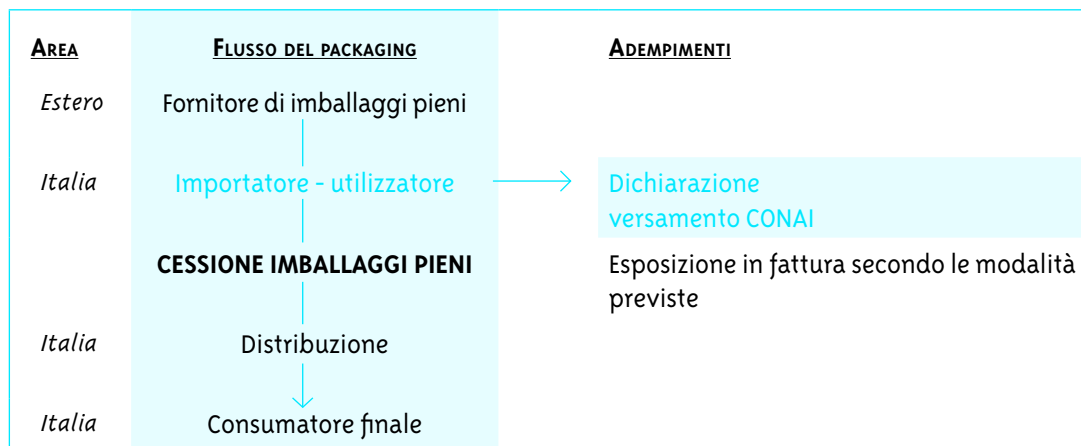 AREA FLUSSO DEL PACKAGING ADEMPIMENTI
Estero Fornitore di imballaggi pieni
Italia Importatore - utilizzatore Dichiarazione
versamento CONAI
CESSIONE IMBALLAGGI PIENI Esposizione in fattura secondo le modalità
previste
Italia Distribuzione
Italia Consumatore finale